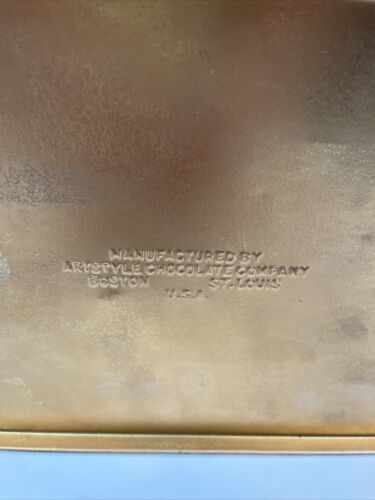 MANUFACTURED BY
ARTSTYLE CHOCOLATE COMPANY
BOSTON ST. LOUIS
U.S.A.